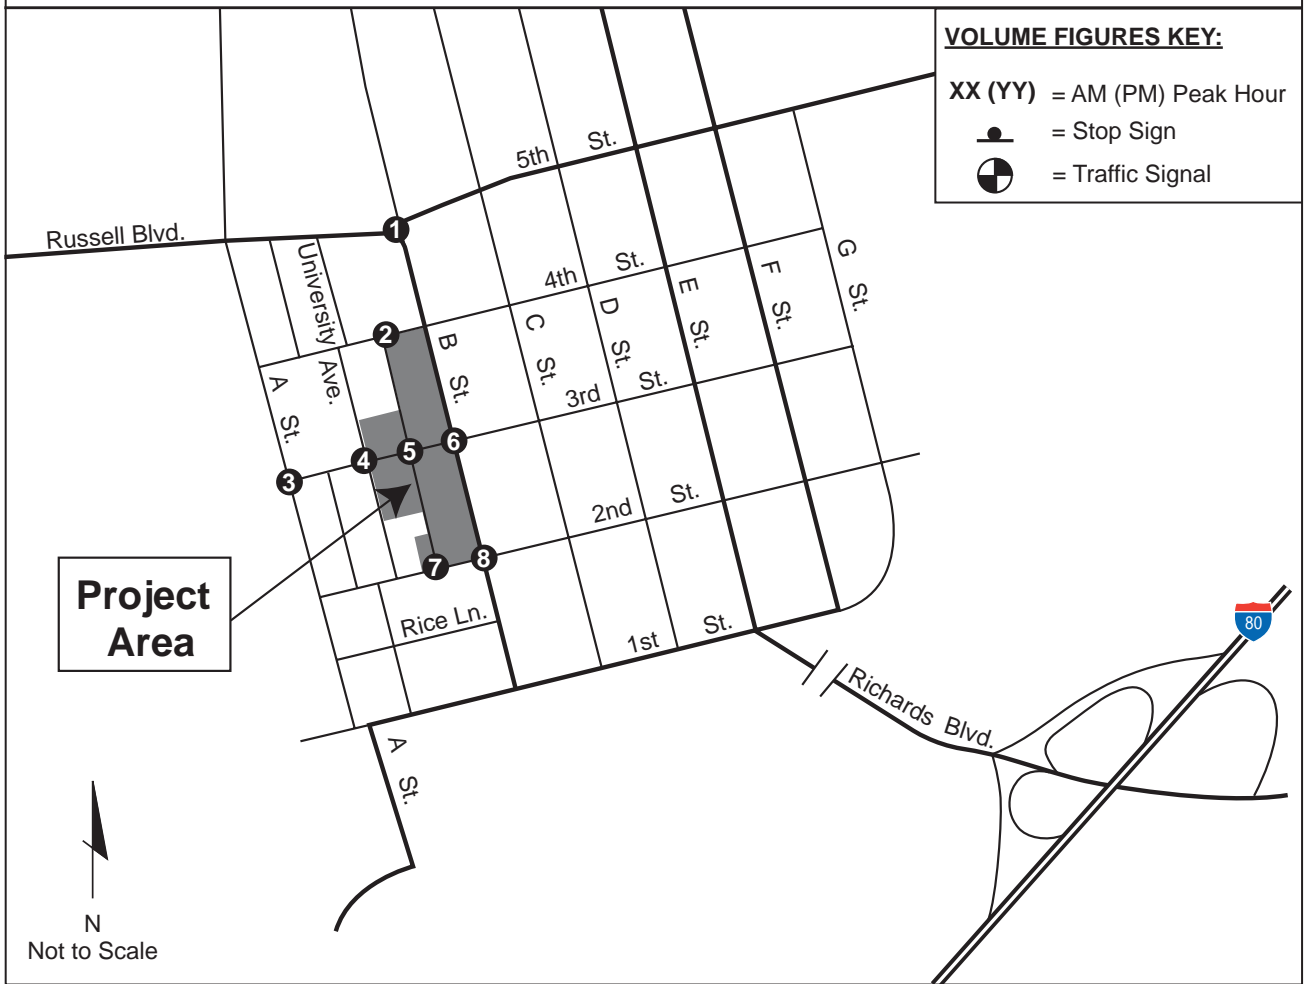 VOLUME FIGURES KEY:
XX (YY) = AM (PM) Peak Hour
= Stop Sign
= Traffic Signal
5th St.
Russell Blvd.
1
University Ave.
4th St.
2
A St.
B St.
C St.
D St.
E St.
F St.
G St.
3rd St.
3
4
5
6
2nd St.
7
8
Project
Area
Rice Ln.
1st St.
80
Richards Blvd.
A St.
N
Not to Scale